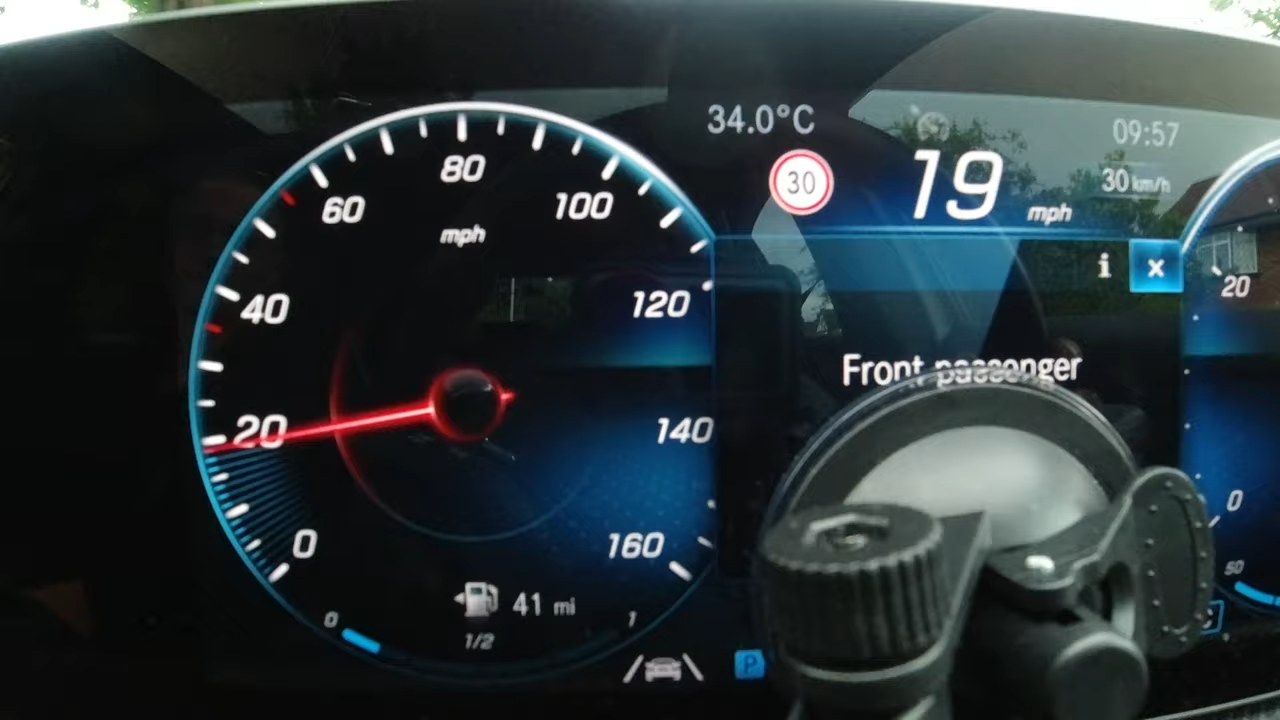 34.0°C
09:57
30
19 mph
30 km/h
i ×
80
60
100
mph
40
120
20
140
0
160
41 mi
0
1/2
1
P
Front passenger
20
0
50